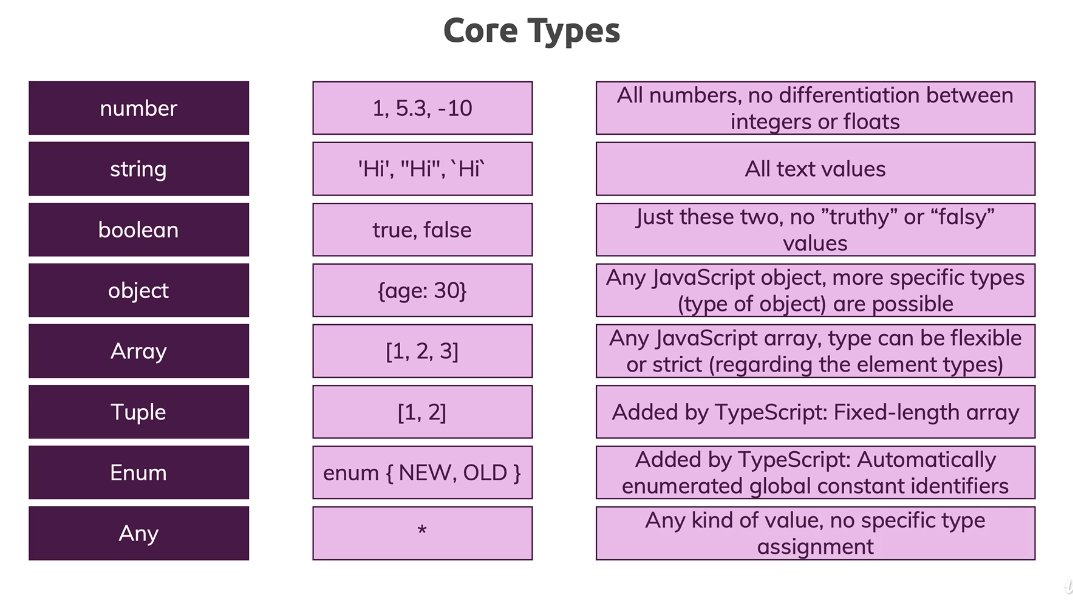 Core Types
number
1, 5.3, -10
All numbers, no differentiation between
integers or floats
string
'Hi', "Hi", `Hi`
All text values
boolean
true, false
Just these two, no ”truthy” or “falsy”
values
object
{age: 30}
Any JavaScript object, more specific types
(type of object) are possible
Array
[1, 2, 3]
Any JavaScript array, type can be flexible
or strict (regarding the element types)
Tuple
[1, 2]
Added by TypeScript: Fixed-length array
Enum
enum { NEW, OLD }
Added by TypeScript: Automatically
enumerated global constant identifiers
Any
*
Any kind of value, no specific type
assignment